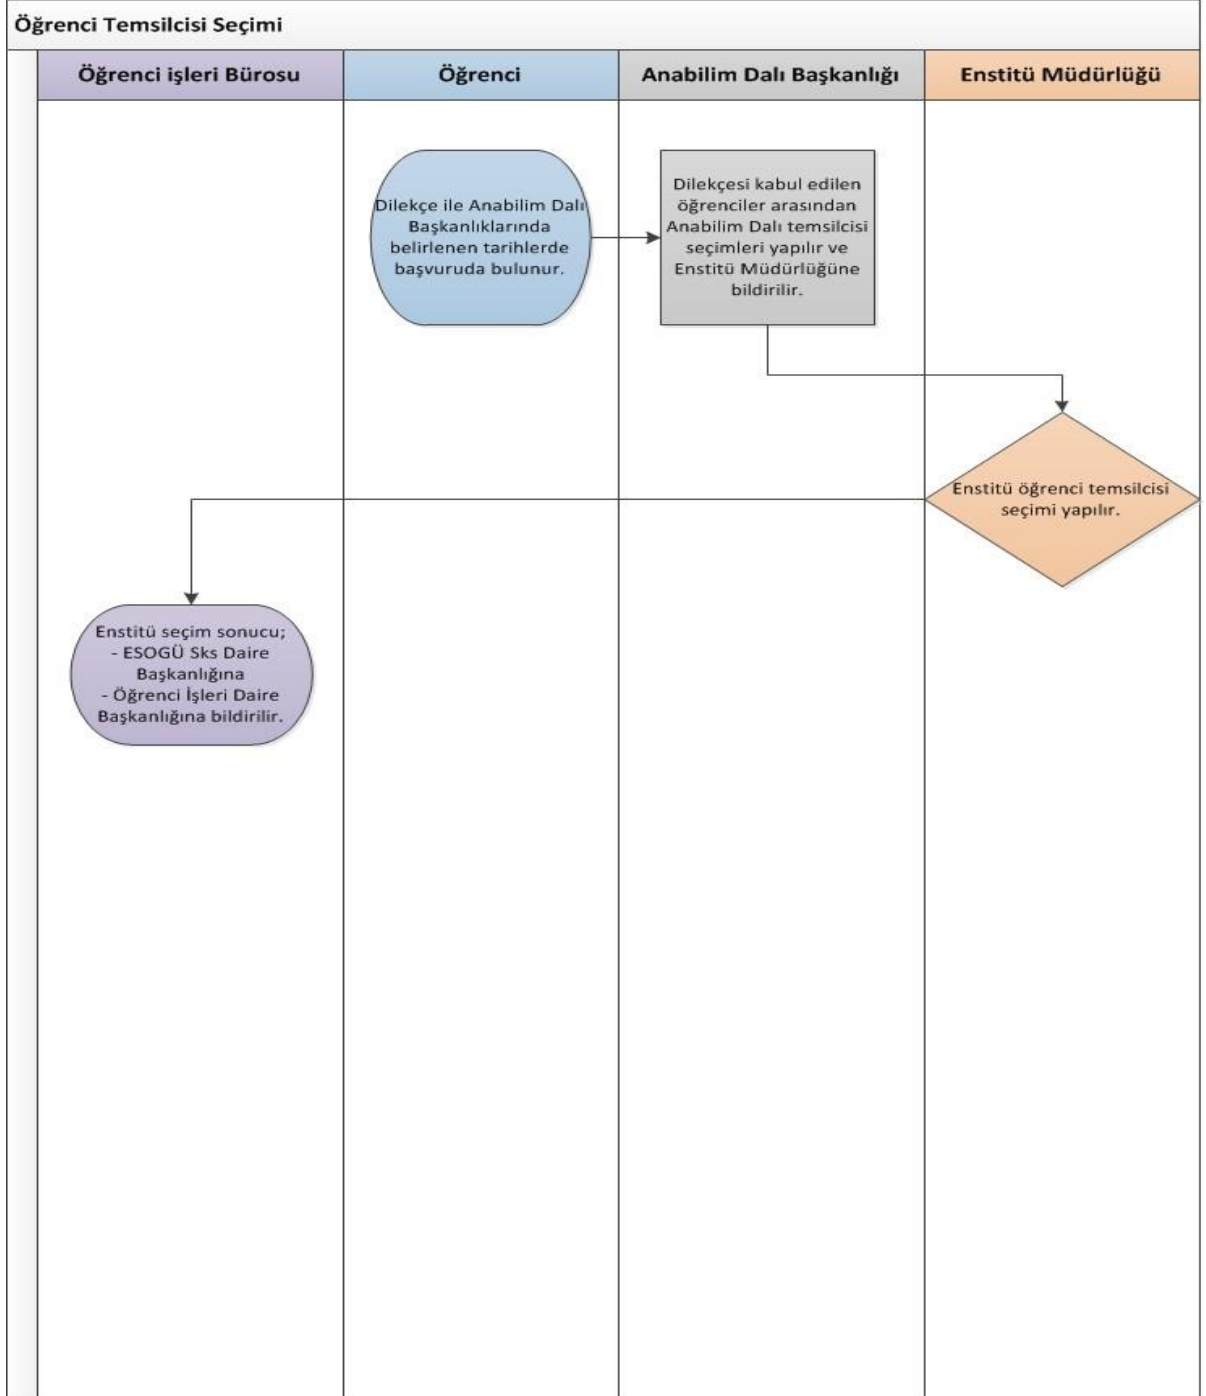 Öğrenci Temsilcisi Seçimi
Öğrenci işleri Bürosu
Öğrenci
Anabilim Dalı Başkanlığı
Enstitü Müdürlüğü
Dilekçe ile Anabilim Dalı
Başkanlıklarında
belirlenen tarihlerde
başvuruda bulunur.
Dilekçesi kabul edilen
öğrenciler arasından
Anabilim Dalı temsilcisi
seçimleri yapılır ve
Enstitü Müdürlüğüne
bildirilir.
Enstitü öğrenci temsilcisi
seçimi yapılır.
Enstitü seçim sonucu;
- ESOGÜ Sks Daire
Başkanlığına
- Öğrenci İşleri Daire
Başkanlığına bildirilir.